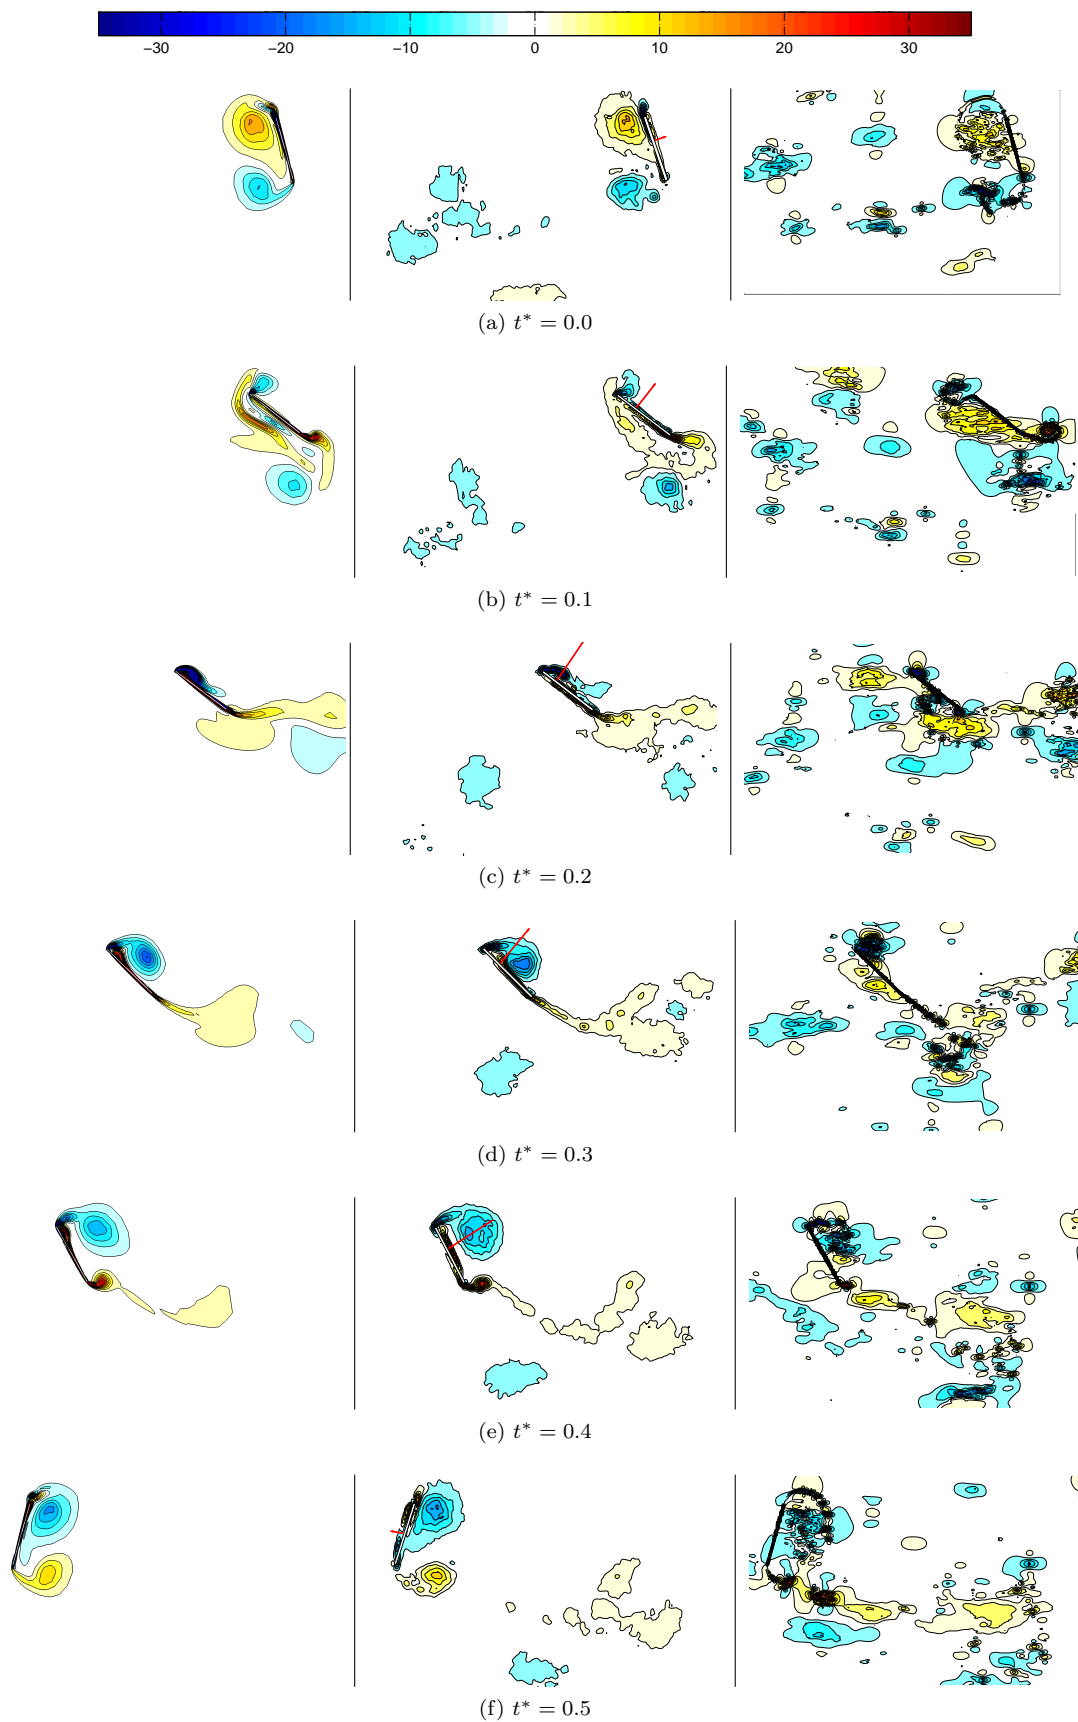 −30 −20 −10 0 10 20 30
(a) t* = 0.0
(b) t* = 0.1
(c) t* = 0.2
(d) t* = 0.3
(e) t* = 0.4
(f) t* = 0.5